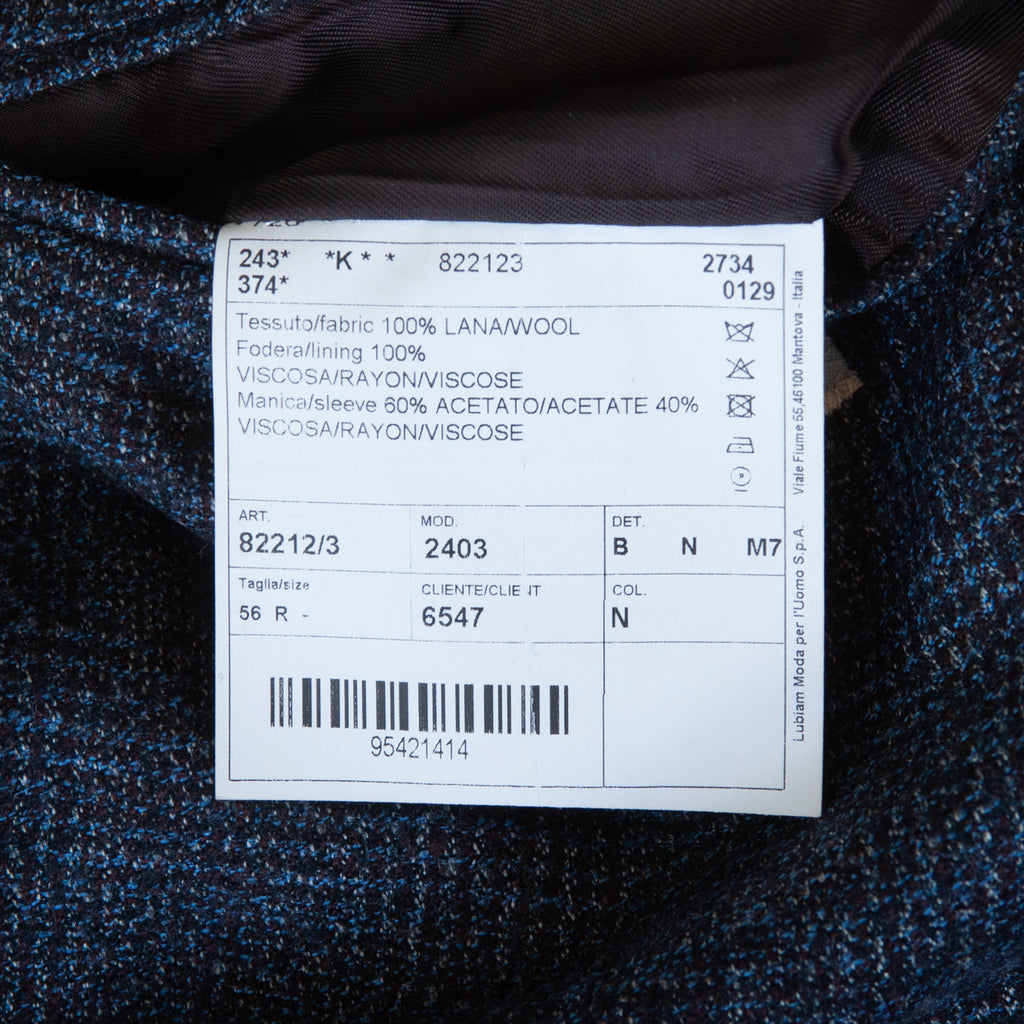 243* *K * * 822123 2734
374* 0129
Tessuto/fabric 100% LANA/WOOL
Fodera/lining 100%
VISCOSA/RAYON/VISCOSE
Manica/sleeve 60% ACETATO/ACETATE 40%
VISCOSA/RAYON/VISCOSE
ART. MOD. DET.
82212/3 2403 B N M7
Taglia/size CLIENTE/CLIENT COL.
56 R - 6547 N
95421414
Lubiam Moda per l'Uomo S.p.A. Viale Fiume 55,46100 Mantova - Italia